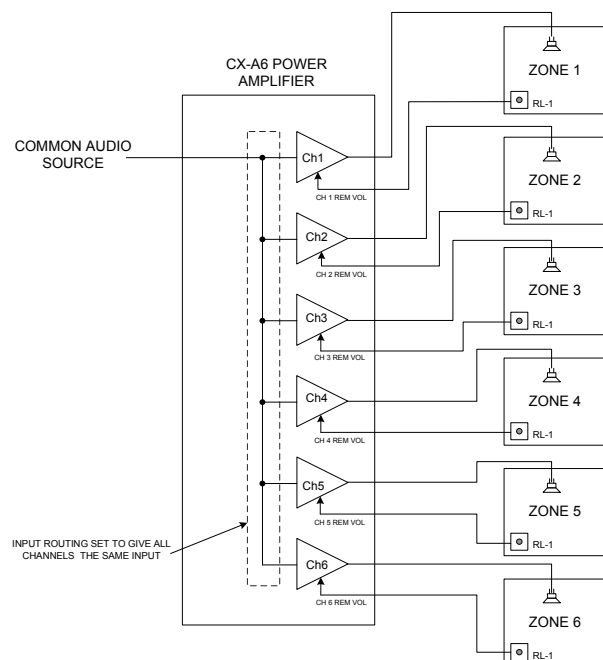 CX-A6 POWER
AMPLIFIER
COMMON AUDIO
SOURCE
INPUT ROUTING SET TO GIVE ALL
CHANNELS THE SAME INPUT
Ch1
CH 1 REM VOL
Ch2
CH 2 REM VOL
Ch3
CH 3 REM VOL
Ch4
CH 4 REM VOL
Ch5
CH 5 REM VOL
Ch6
CH 6 REM VOL
ZONE 1
RL-1
ZONE 2
RL-1
ZONE 3
RL-1
ZONE 4
RL-1
ZONE 5
RL-1
ZONE 6
RL-1